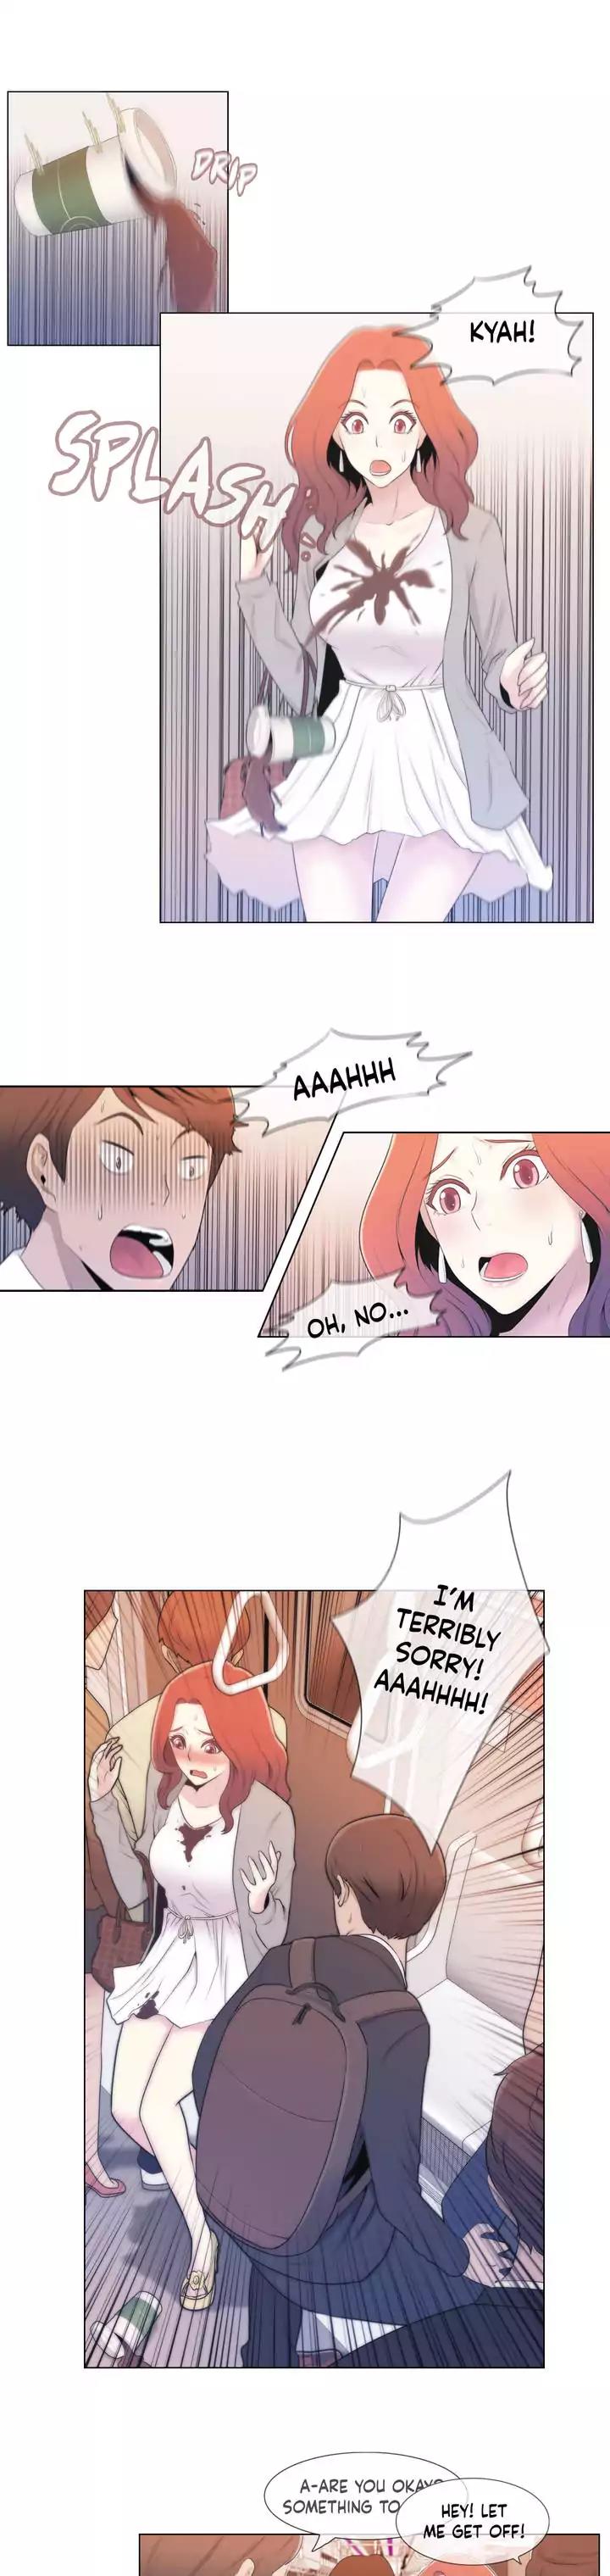 DRIP
KYAH!
SPLASH
AAAHHH
OH, NO...
I'M
TERRIBLY
SORRY!
AAAHHHH!
A-ARE YOU OKAY?
SOMETHING TO
HEY! LET
ME GET OFF!